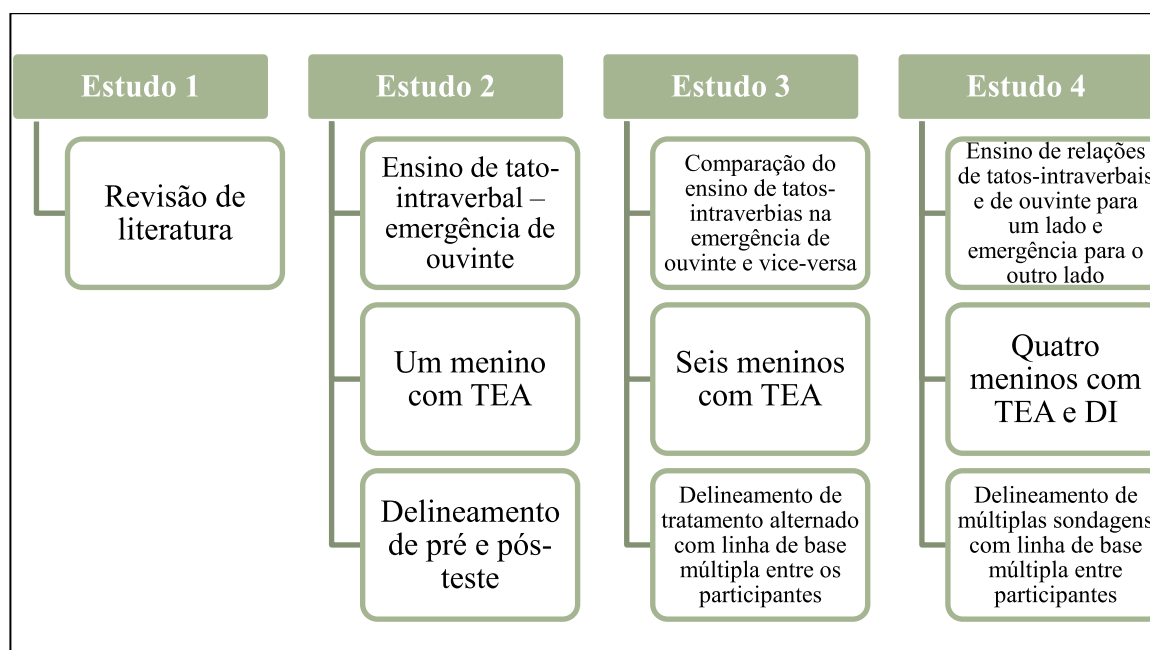 Estudo 1
Revisão de
literatura
Estudo 2
Ensino de tato-
intraverbal –
emergência de
ouvinte
Um menino
com TEA
Delineamento
de pré e pós-
teste
Estudo 3
Comparação do
ensino de tatos-
intraverbias na
emergência de
ouvinte e vice-versa
Seis meninos
com TEA
Delineamento de
tratamento alternado
com linha de base
múltipla entre os
participantes
Estudo 4
Ensino de relações
de tatos-intraverbais
e de ouvinte para
um lado e
emergência para o
outro lado
Quatro
meninos com
TEA e DI
Delineamento de
múltiplas sondagens
com linha de base
múltipla entre
participantes